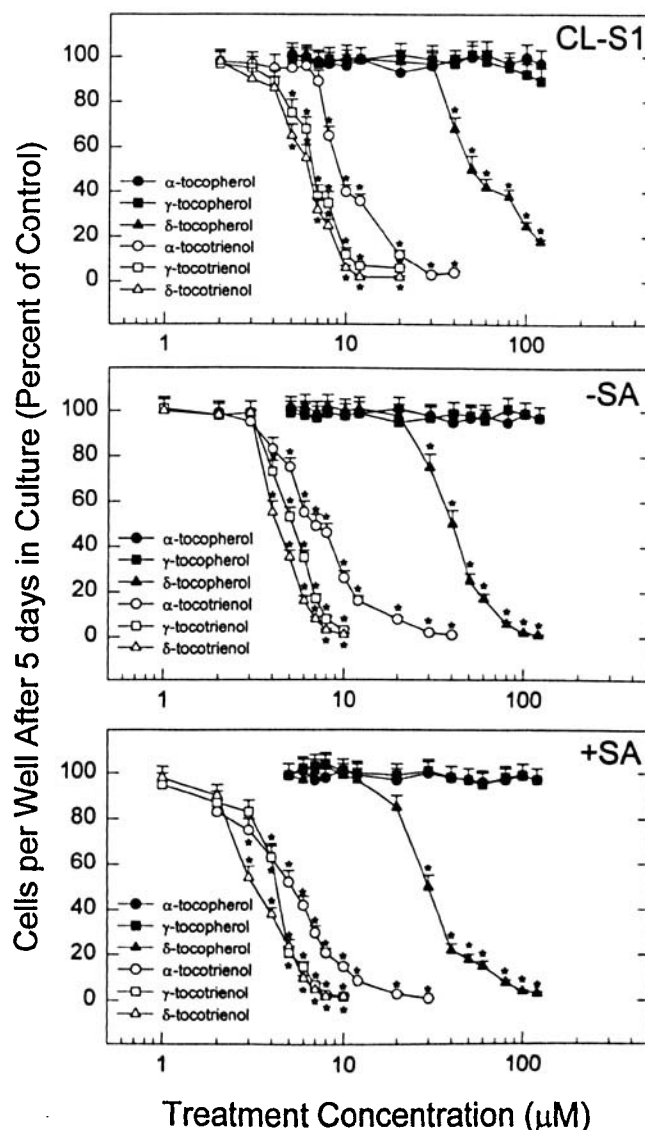 Cells per Well After 5 days in Culture (Percent of Control)
CL-S1
100
80
60
40
20
0
α-tocopherol
γ-tocopherol
δ-tocopherol
α-tocotrienol
γ-tocotrienol
δ-tocotrienol
1
10
100
-SA
100
80
60
40
20
0
α-tocopherol
γ-tocopherol
δ-tocopherol
α-tocotrienol
γ-tocotrienol
δ-tocotrienol
1
10
100
+SA
100
80
60
40
20
0
α-tocopherol
γ-tocopherol
δ-tocopherol
α-tocotrienol
γ-tocotrienol
δ-tocotrienol
1
10
100
Treatment Concentration (μM)